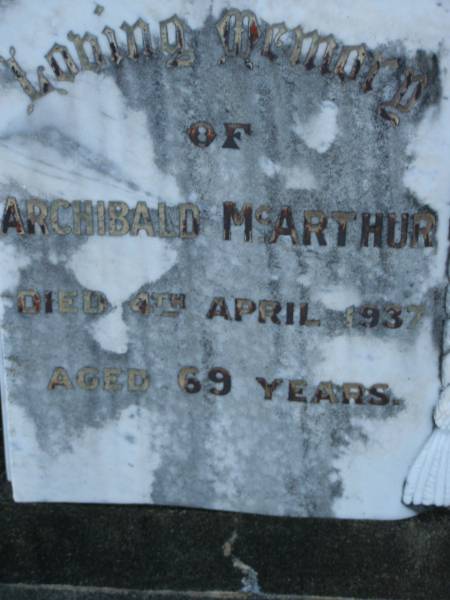 Loving Memory
OF
ARCHIBALD McARTHUR
DIED 4TH APRIL 1937
AGED 69 YEARS.